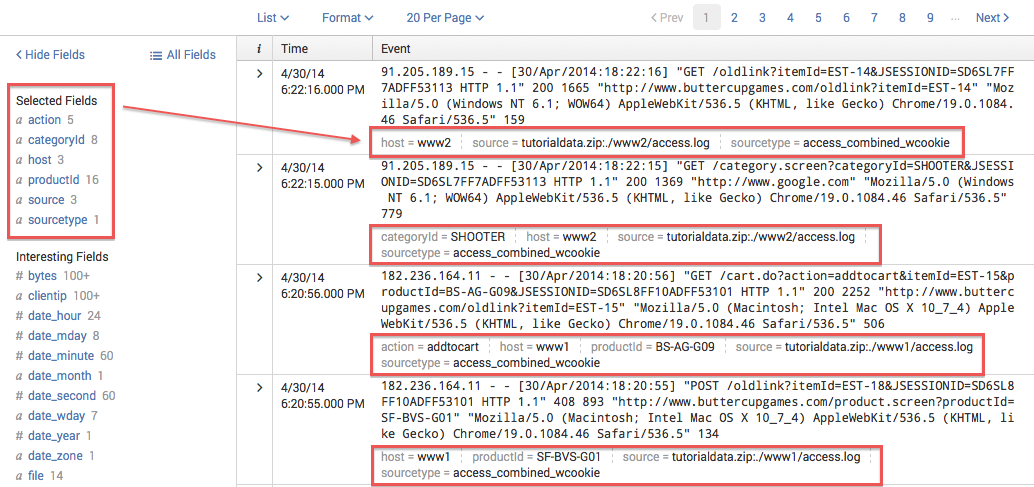 List Format 20 Per Page < Prev 1 2 3 4 5 6 7 8 9 ... Next >
< Hide Fields All Fields
Selected Fields
a action 5
a categoryId 8
a host 3
a productId 16
a source 3
a sourcetype 1
Interesting Fields
# bytes 100+
a clientip 100+
# date_hour 24
# date_mday 8
# date_minute 60
a date_month 1
# date_second 60
a date_wday 7
# date_year 1
a date_zone 1
a file 14
i Time Event
> 4/30/14
6:22:16.000 PM
91.205.189.15 - - [30/Apr/2014:18:22:16] "GET /oldlink?itemId=EST-14&JSESSIONID=SD6SL7FF
7ADFF53113 HTTP 1.1" 200 1665 "http://www.buttercupgames.com/oldlink?itemId=EST-14" "Moz
illa/5.0 (Windows NT 6.1; WOW64) AppleWebKit/536.5 (KHTML, like Gecko) Chrome/19.0.1084.
46 Safari/536.5" 159
host = www2 source = tutorialdata.zip:./www2/access.log sourcetype = access_combined_wcookie
> 4/30/14
6:22:15.000 PM
91.205.189.15 - - [30/Apr/2014:18:22:15] "GET /category.screen?categoryId=SHOOTER&JSESSI
ONID=SD6SL7FF7ADFF53113 HTTP 1.1" 200 1369 "http://www.google.com" "Mozilla/5.0 (Windows
NT 6.1; WOW64) AppleWebKit/536.5 (KHTML, like Gecko) Chrome/19.0.1084.46 Safari/536.5"
779
categoryId = SHOOTER host = www2 source = tutorialdata.zip:./www2/access.log
sourcetype = access_combined_wcookie
> 4/30/14
6:20:56.000 PM
182.236.164.11 - - [30/Apr/2014:18:20:56] "GET /cart.do?action=addtocart&itemId=EST-15&p
roductId=BS-AG-G09&JSESSIONID=SD6SL8FF10ADFF53101 HTTP 1.1" 200 2252 "http://www.butterc
upgames.com/oldlink?itemId=EST-15" "Mozilla/5.0 (Macintosh; Intel Mac OS X 10_7_4) Apple
WebKit/536.5 (KHTML, like Gecko) Chrome/19.0.1084.46 Safari/536.5" 506
action = addtocart host = www1 productId = BS-AG-G09 source = tutorialdata.zip:./www1/access.log
sourcetype = access_combined_wcookie
> 4/30/14
6:20:55.000 PM
182.236.164.11 - - [30/Apr/2014:18:20:55] "POST /oldlink?itemId=EST-18&JSESSIONID=SD6SL8
FF10ADFF53101 HTTP 1.1" 408 893 "http://www.buttercupgames.com/product.screen?productId=
SF-BVS-G01" "Mozilla/5.0 (Macintosh; Intel Mac OS X 10_7_4) AppleWebKit/536.5 (KHTML, li
ke Gecko) Chrome/19.0.1084.46 Safari/536.5" 134
host = www1 productId = SF-BVS-G01 source = tutorialdata.zip:./www1/access.log
sourcetype = access_combined_wcookie